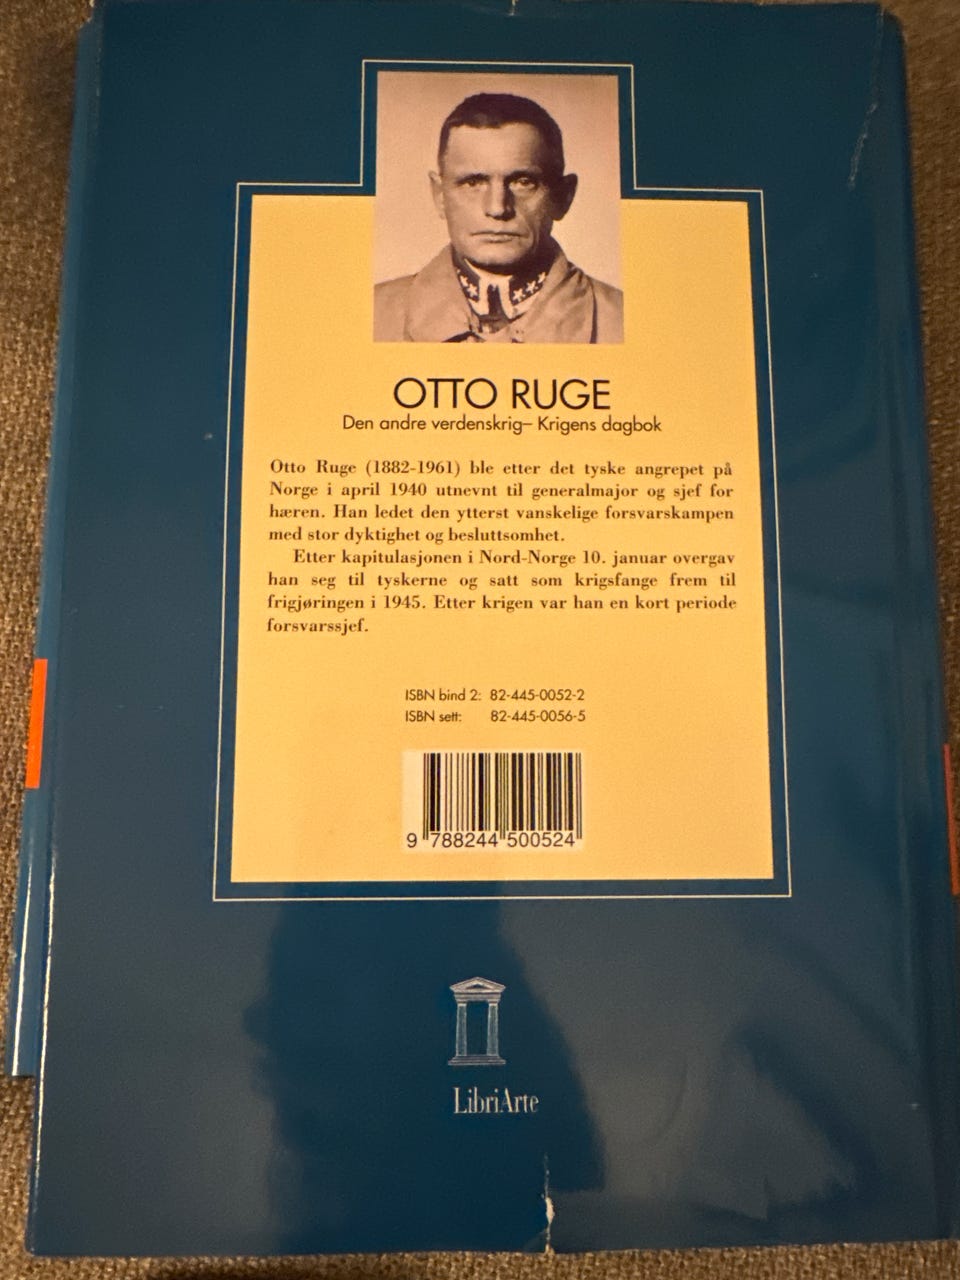 OTTO RUGE
Den andre verdenskrig– Krigens dagbok
Otto Ruge (1882-1961) ble etter det tyske angrepet på
Norge i april 1940 utnevnt til generalmajor og sjef for
hæren. Han ledet den ytterst vanskelige forsvarskampen
med stor dyktighet og besluttsomhet.
Etter kapitulasjonen i Nord-Norge 10. januar overgav
han seg til tyskerne og satt som krigsfange frem til
frigjøringen i 1945. Etter krigen var han en kort periode
forsvarssjef.
ISBN bind 2: 82-445-0052-2
ISBN sett: 82-445-0056-5
9 788244 500524
LibriArte